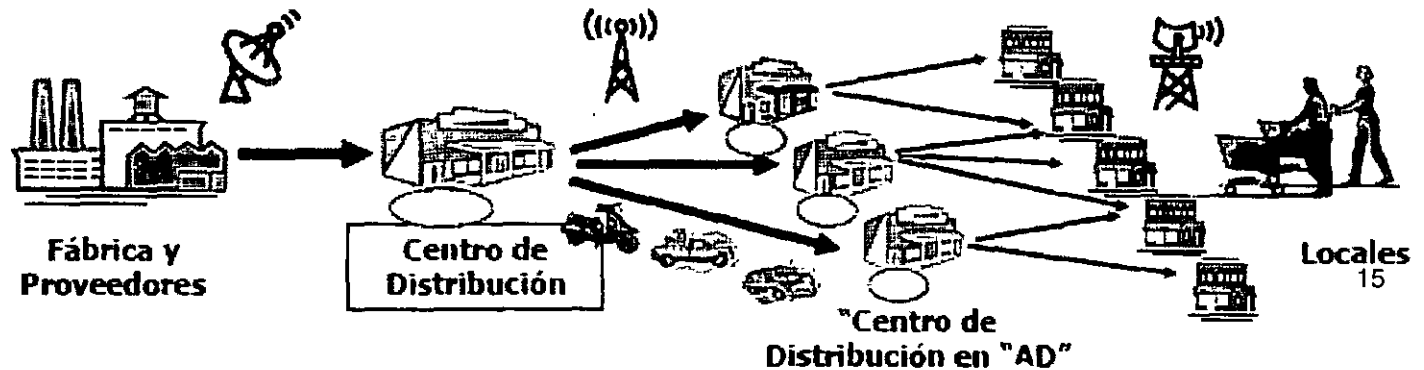 Fábrica y
Proveedores
Centro de
Distribución
"Centro de
Distribución en "AD"
Locales
15